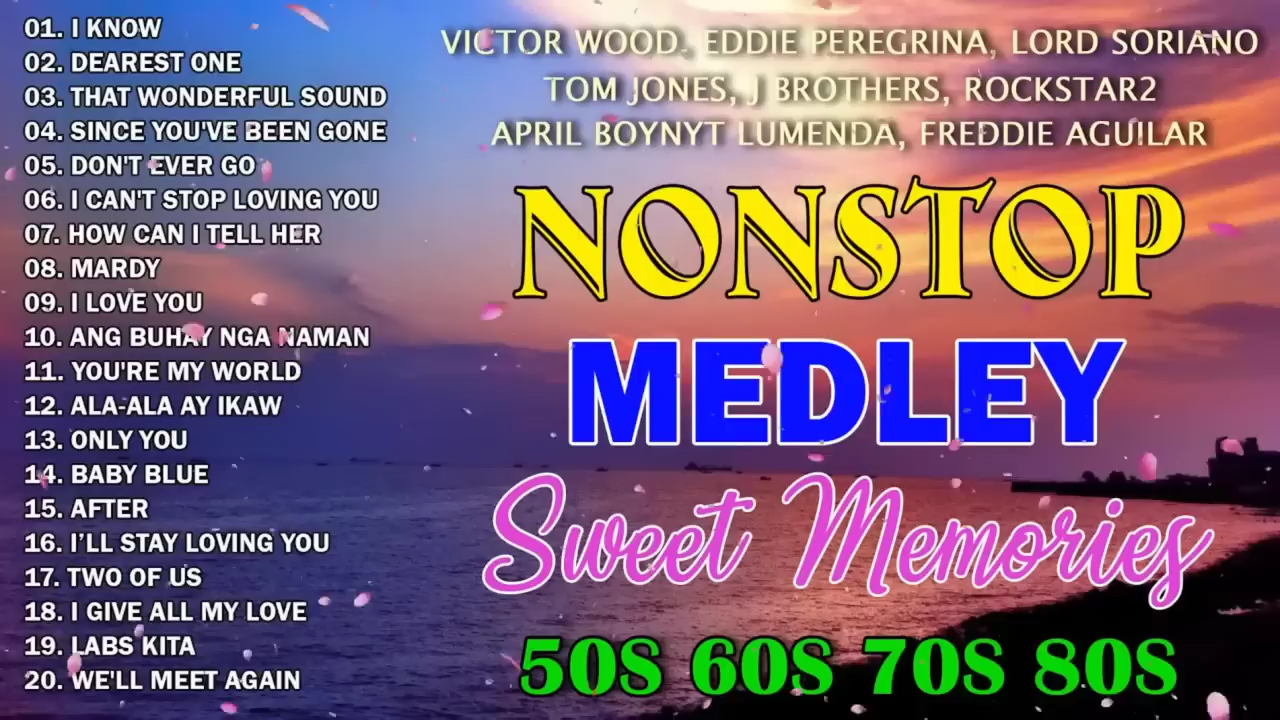 01. I KNOW
02. DEAREST ONE
03. THAT WONDERFUL SOUND
04. SINCE YOU'VE BEEN GONE
05. DON'T EVER GO
06. I CAN'T STOP LOVING YOU
07. HOW CAN I TELL HER
08. MARDY
09. I LOVE YOU
10. ANG BUHAY NGA NAMAN
11. YOU'RE MY WORLD
12. ALA-ALA AY IKAW
13. ONLY YOU
14. BABY BLUE
15. AFTER
16. I’LL STAY LOVING YOU
17. TWO OF US
18. I GIVE ALL MY LOVE
19. LABS KITA
20. WE'LL MEET AGAIN
VICTOR WOOD, EDDIE PEREGRINA, LORD SORIANO
TOM JONES, J BROTHERS, ROCKSTAR2
APRIL BOYNYT LUMENDA, FREDDIE AGUILAR
NONSTOP
MEDLEY
Sweet Memories
50S 60S 70S 80S